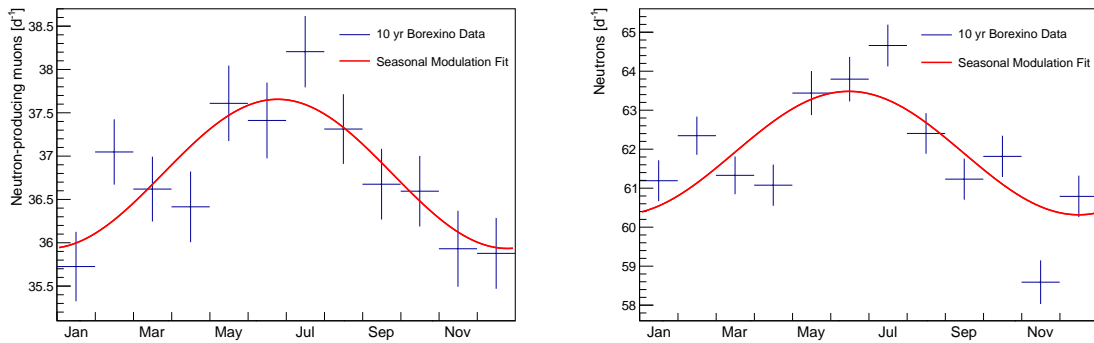 Neutron-producing muons [d⁻¹]
38.5
38
37.5
37
36.5
36
35.5
10 yr Borexino Data
Seasonal Modulation Fit
Jan Mar May Jul Sep Nov
Neutrons [d⁻¹]
65
64
63
62
61
60
59
58
10 yr Borexino Data
Seasonal Modulation Fit
Jan Mar May Jul Sep Nov